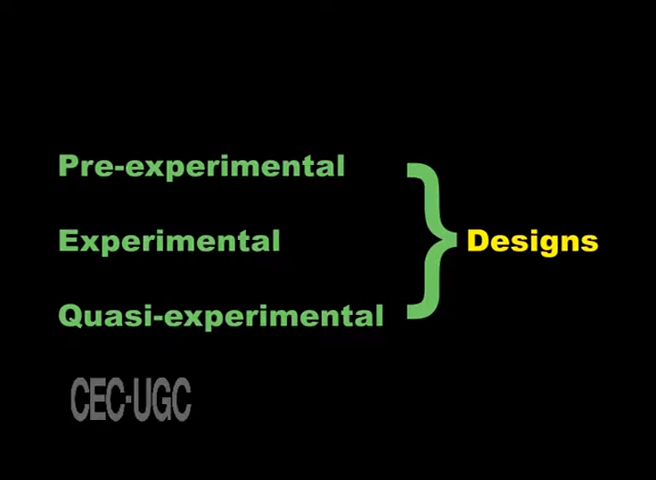 Pre-experimental
Experimental
Quasi-experimental
} Designs
CEC-UGC